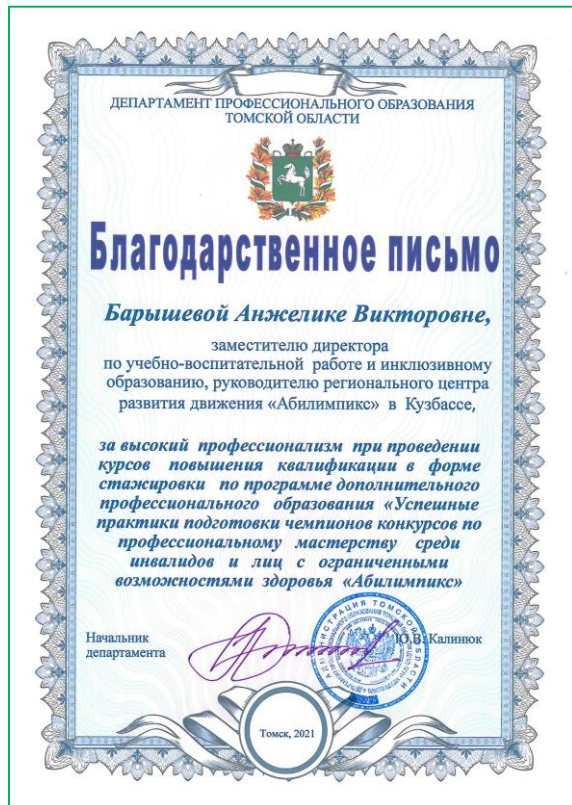 ДЕПАРТАМЕНТ ПРОФЕССИОНАЛЬНОГО ОБРАЗОВАНИЯ
ТОМСКОЙ ОБЛАСТИ
Благодарственное письмо
Барышевой Анжелике Викторовне,
заместителю директора
по учебно-воспитательной работе и инклюзивному
образованию, руководителю регионального центра
развития движения «Абилимпикс» в Кузбассе,
за высокий профессионализм при проведении
курсов повышения квалификации в форме
стажировки по программе дополнительного
профессионального образования «Успешные
практики подготовки чемпионов конкурсов по
профессиональному мастерству среди
инвалидов и лиц с ограниченными
возможностями здоровья «Абилимпикс»
Начальник
департамента
Ю.В. Калинюк
АДМИНИСТРАЦИЯ ТОМСКОЙ ОБЛАСТИ
Томск, 2021